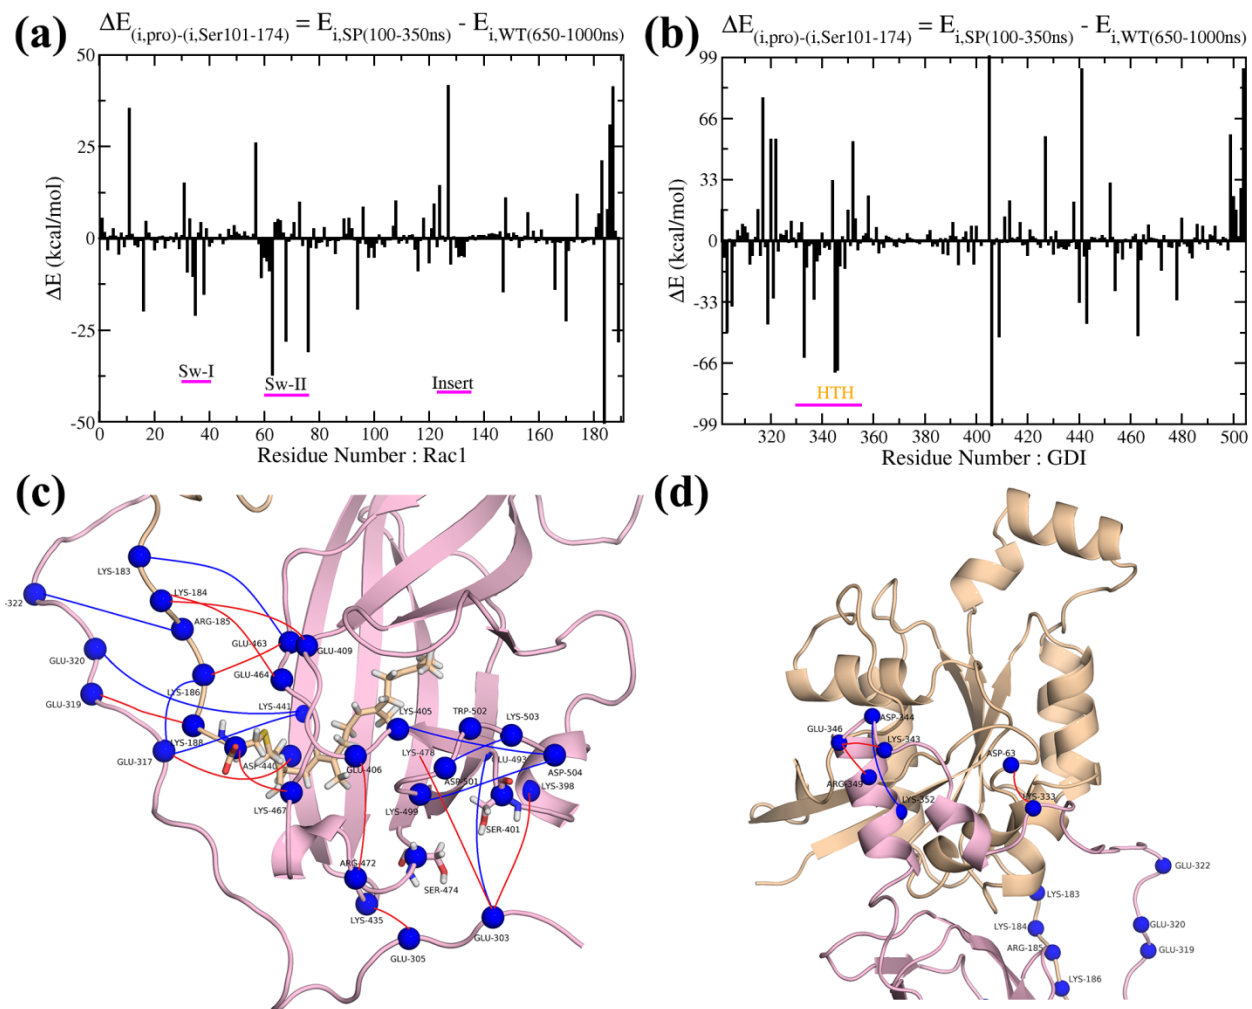 (a)
ΔE(i,pro)-(i,Ser101-174) = Ei,SP(100-350ns) - Ei,WT(650-1000ns)
50
25
0
-25
-50
ΔE (kcal/mol)
Sw-I
Sw-II
Insert
0 20 40 60 80 100 120 140 160 180
Residue Number : Rac1
(b)
ΔE(i,pro)-(i,Ser101-174) = Ei,SP(100-350ns) - Ei,WT(650-1000ns)
99
66
33
0
-33
-66
-99
ΔE (kcal/mol)
HTH
320 340 360 380 400 420 440 460 480 500
Residue Number : GDI
(c)
LYS-183
LYS-184
-322
ARG-185
GLU-463
GLU-409
GLU-320
GLU-464
LYS-186
GLU-319
LYS-441
LYS-405
TRP-502
LYS-503
LYS-188
LYS-478
GLU-317
ASP-440
GLU-406
LU-493
ASP-504
ASP-501
LYS-398
LYS-467
LYS-499
SER-401
ARG-472
SER-474
LYS-435
GLU-303
GLU-305
(d)
ASP-344
GLU-346
LYS-343
ASP-63
ARG-349
LYS-352
LYS-333
GLU-322
LYS-183
LYS-184
GLU-320
ARG-185
GLU-319
LYS-186